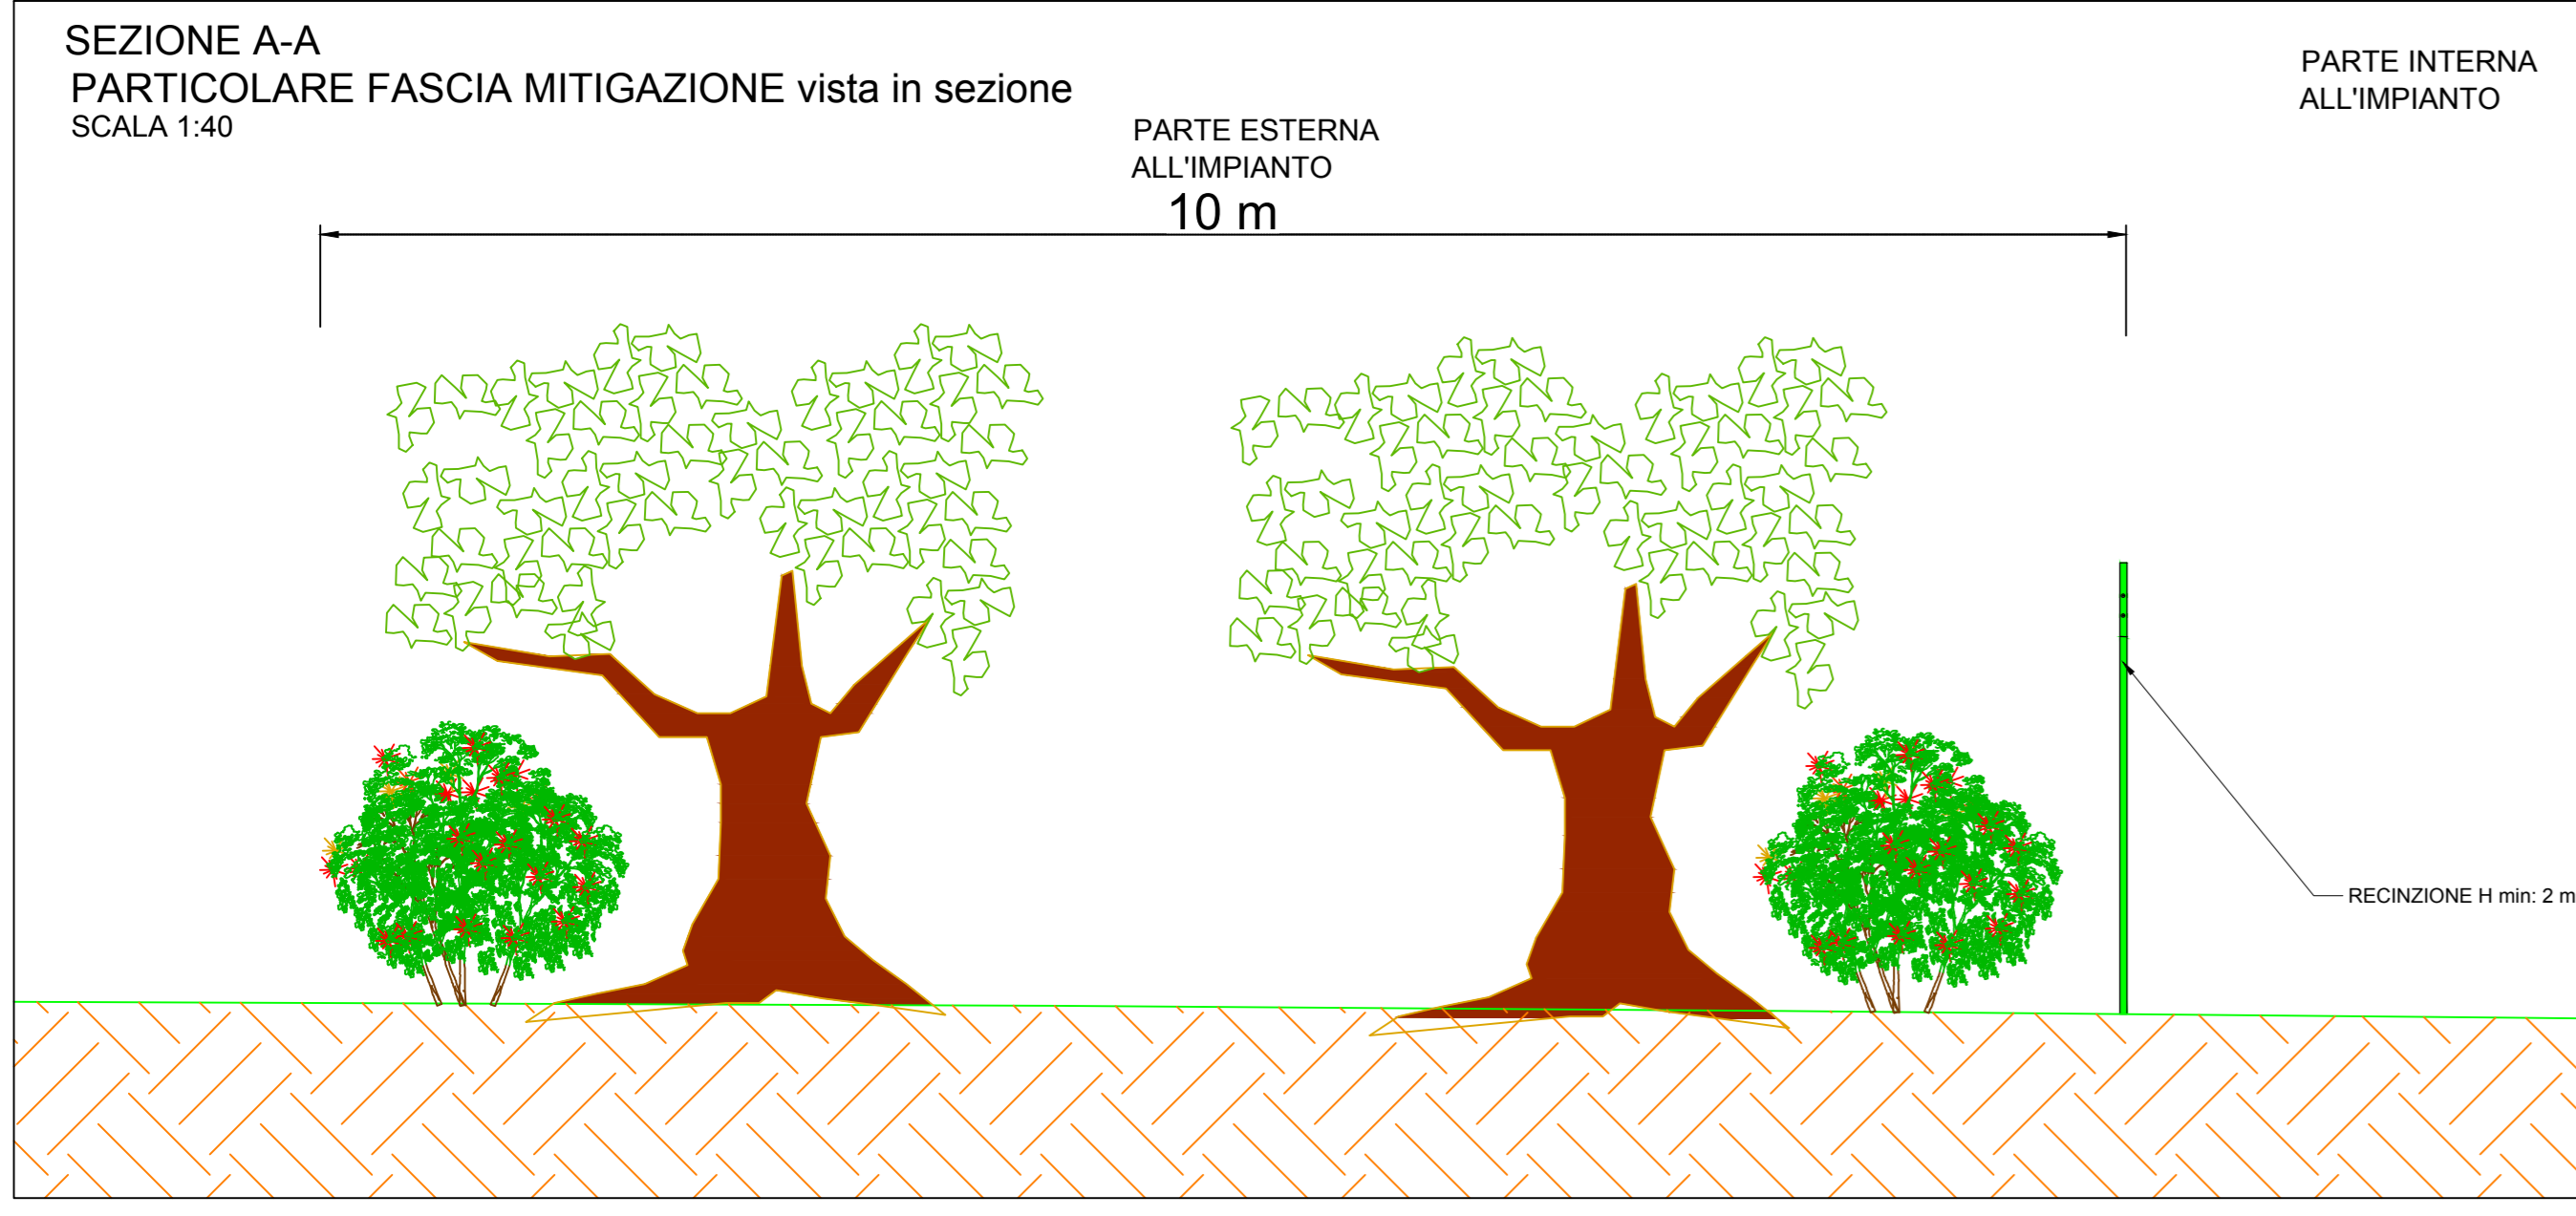 SEZIONE A-A
PARTICOLARE FASCIA MITIGAZIONE vista in sezione
SCALA 1:40
PARTE ESTERNA
ALL'IMPIANTO
10 m
PARTE INTERNA
ALL'IMPIANTO
RECINZIONE H min: 2 m